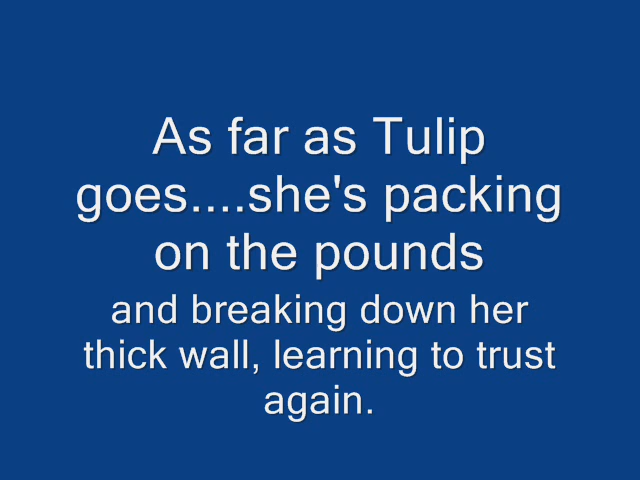 As far as Tulip
goes....she's packing
on the pounds
and breaking down her
thick wall, learning to trust
again.